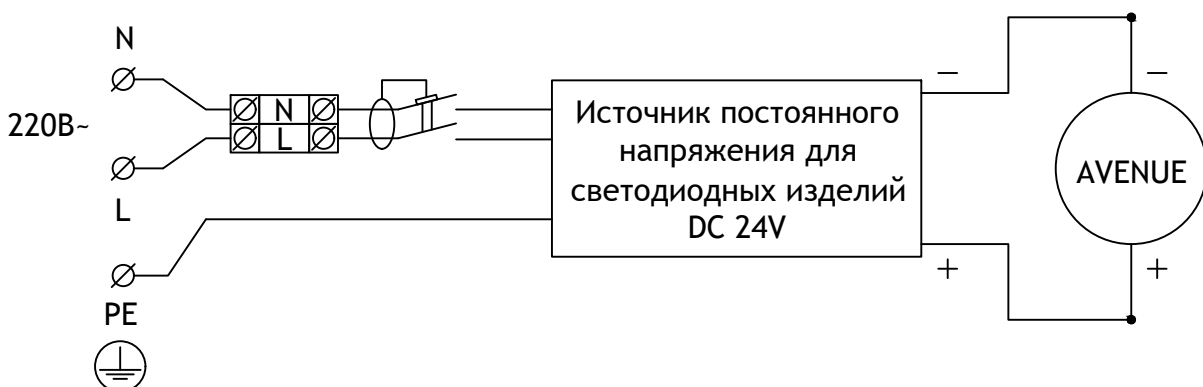 N
220В~
L
PE
N
L
Источник постоянного
напряжения для
светодиодных изделий
DC 24V
−
+
AVENUE
−
+